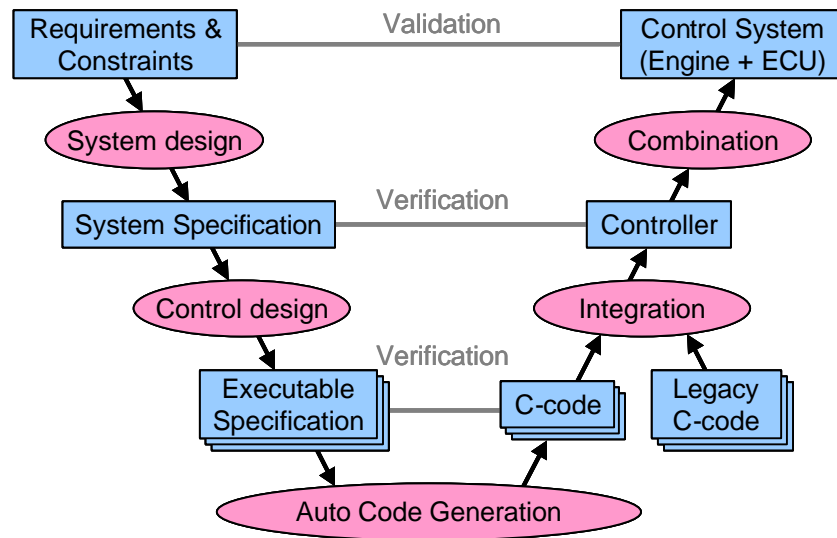 Requirements &
Constraints
Validation
Control System
(Engine + ECU)
System design
Combination
System Specification
Verification
Controller
Control design
Integration
Verification
Executable
Specification
C-code
Legacy
C-code
Auto Code Generation